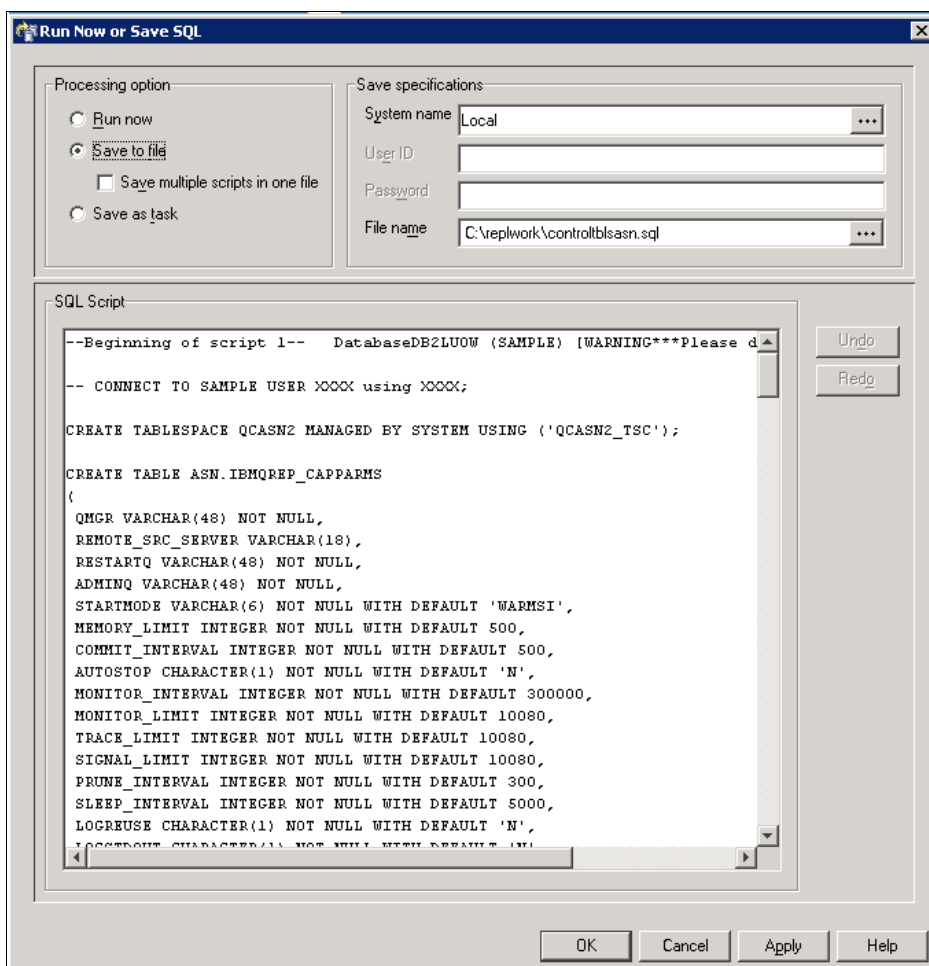 Run Now or Save SQL
Processing option
Run now
Save to file
Save multiple scripts in one file
Save as task
Save specifications
System name Local ...
User ID
Password
File name C:\replwork\controltblsasn.sql ...
SQL Script
--Beginning of script 1-- DatabaseDB2LUOW (SAMPLE) [WARNING***Please d
-- CONNECT TO SAMPLE USER XXXX using XXXX;
CREATE TABLESPACE QCASN2 MANAGED BY SYSTEM USING ('QCASN2_TSC');
CREATE TABLE ASN.IBMQREP_CAPPARMS
(
QMGR VARCHAR(48) NOT NULL,
REMOTE_SRC_SERVER VARCHAR(18),
RESTARTQ VARCHAR(48) NOT NULL,
ADMINQ VARCHAR(48) NOT NULL,
STARTMODE VARCHAR(6) NOT NULL WITH DEFAULT 'WARMSI',
MEMORY_LIMIT INTEGER NOT NULL WITH DEFAULT 500,
COMMIT_INTERVAL INTEGER NOT NULL WITH DEFAULT 500,
AUTOSTOP CHARACTER(1) NOT NULL WITH DEFAULT 'N',
MONITOR_INTERVAL INTEGER NOT NULL WITH DEFAULT 300000,
MONITOR_LIMIT INTEGER NOT NULL WITH DEFAULT 10080,
TRACE_LIMIT INTEGER NOT NULL WITH DEFAULT 10080,
SIGNAL_LIMIT INTEGER NOT NULL WITH DEFAULT 10080,
PRUNE_INTERVAL INTEGER NOT NULL WITH DEFAULT 300,
SLEEP_INTERVAL INTEGER NOT NULL WITH DEFAULT 5000,
LOGREUSE CHARACTER(1) NOT NULL WITH DEFAULT 'N',
LOGSTDOUT CHARACTER(1) NOT NULL WITH DEFAULT 'N'
Undo
Redo
OK Cancel Apply Help